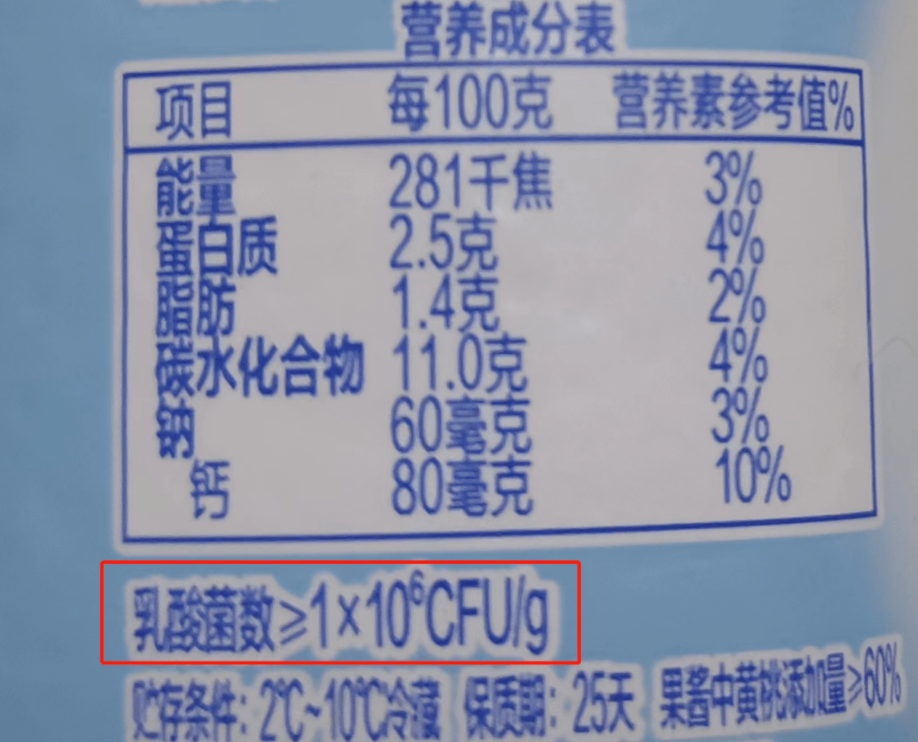 营养成分表
项目 每100克 营养素参考值%
能量 281千焦 3%
蛋白质 2.5克 4%
脂肪 1.4克 2%
碳水化合物 11.0克 4%
钠 60毫克 3%
钙 80毫克 10%
乳酸菌数≥1×10⁶CFU/g
贮存条件：2℃~10℃冷藏 保质期：25天 果酱中黄桃添加量≥60%